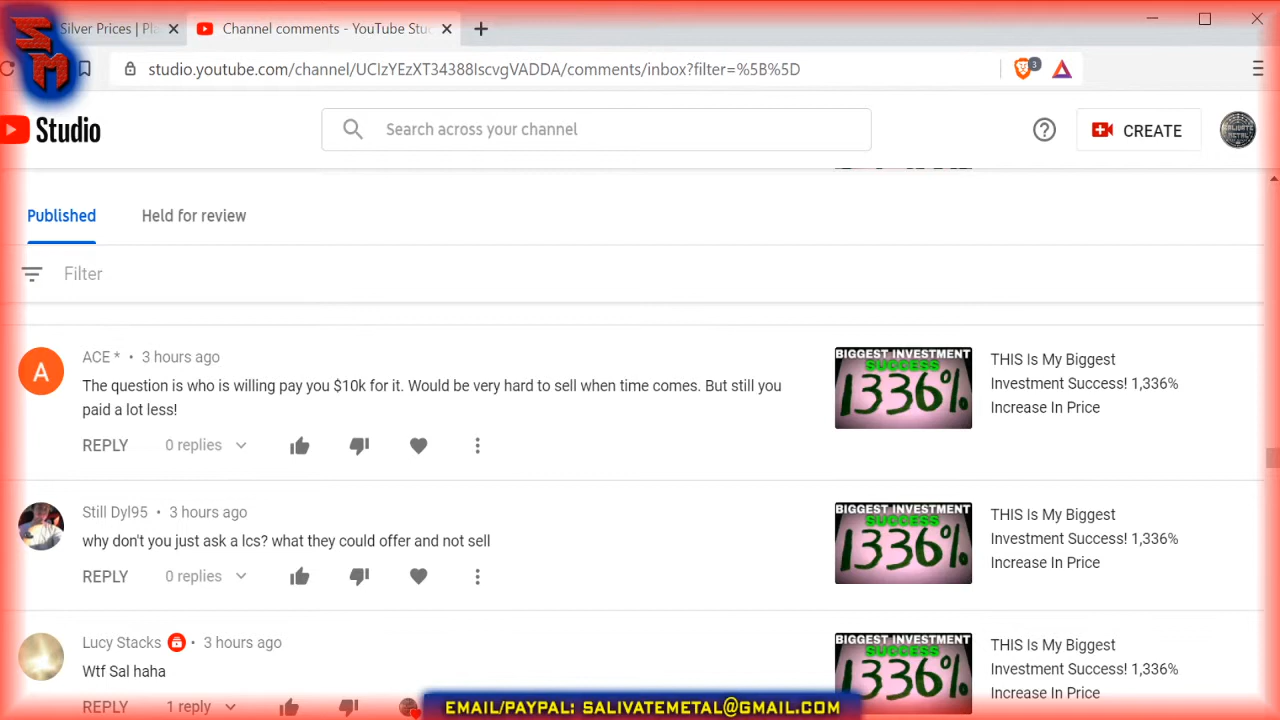 SM
Silver Prices | Pla
Channel comments - YouTube Stu
studio.youtube.com/channel/UCIzYEzXT34388IscvgVADDA/comments/inbox?filter=%5B%5D
3
Studio
Search across your channel
CREATE
Published
Held for review
Filter
A
ACE * • 3 hours ago
The question is who is willing pay you $10k for it. Would be very hard to sell when time comes. But still you
paid a lot less!
REPLY
0 replies
BIGGEST INVESTMENT
SUCCESS
1336%
THIS Is My Biggest
Investment Success! 1,336%
Increase In Price
Still Dyl95 • 3 hours ago
why don't you just ask a lcs? what they could offer and not sell
REPLY
0 replies
BIGGEST INVESTMENT
SUCCESS
1336%
THIS Is My Biggest
Investment Success! 1,336%
Increase In Price
Lucy Stacks • 3 hours ago
Wtf Sal haha
REPLY
1 reply
BIGGEST INVESTMENT
SUCCESS
1336%
THIS Is My Biggest
Investment Success! 1,336%
Increase In Price
EMAIL/PAYPAL: SALIVATEMETAL@GMAIL.COM